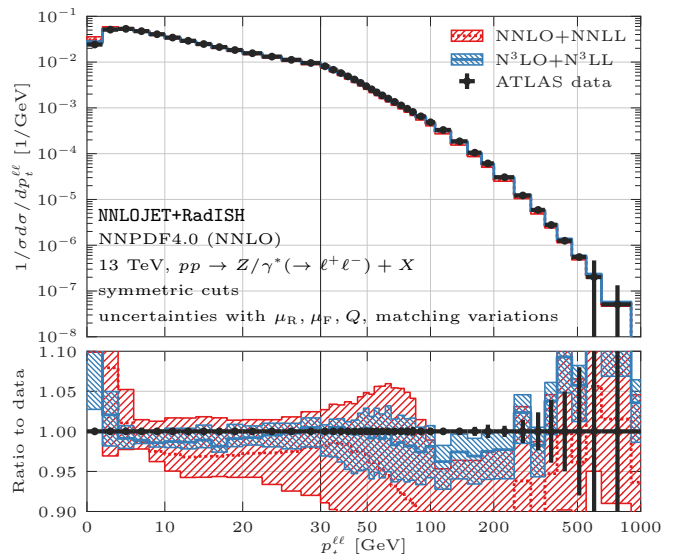 NNLO+NNLL
N³LO+N³LL
ATLAS data
1/σdσ/dp_t^{ℓℓ} [1/GeV]
10⁰
10⁻¹
10⁻²
10⁻³
10⁻⁴
10⁻⁵
10⁻⁶
10⁻⁷
10⁻⁸
NNLOJET+RadISH
NNPDF4.0 (NNLO)
13 TeV, pp → Z/γ*(→ ℓ⁺ℓ⁻) + X
symmetric cuts
uncertainties with μ_R, μ_F, Q, matching variations
Ratio to data
1.10
1.05
1.00
0.95
0.90
0 10 20 30 50 100 200 500 1000
p_t^{ℓℓ} [GeV]